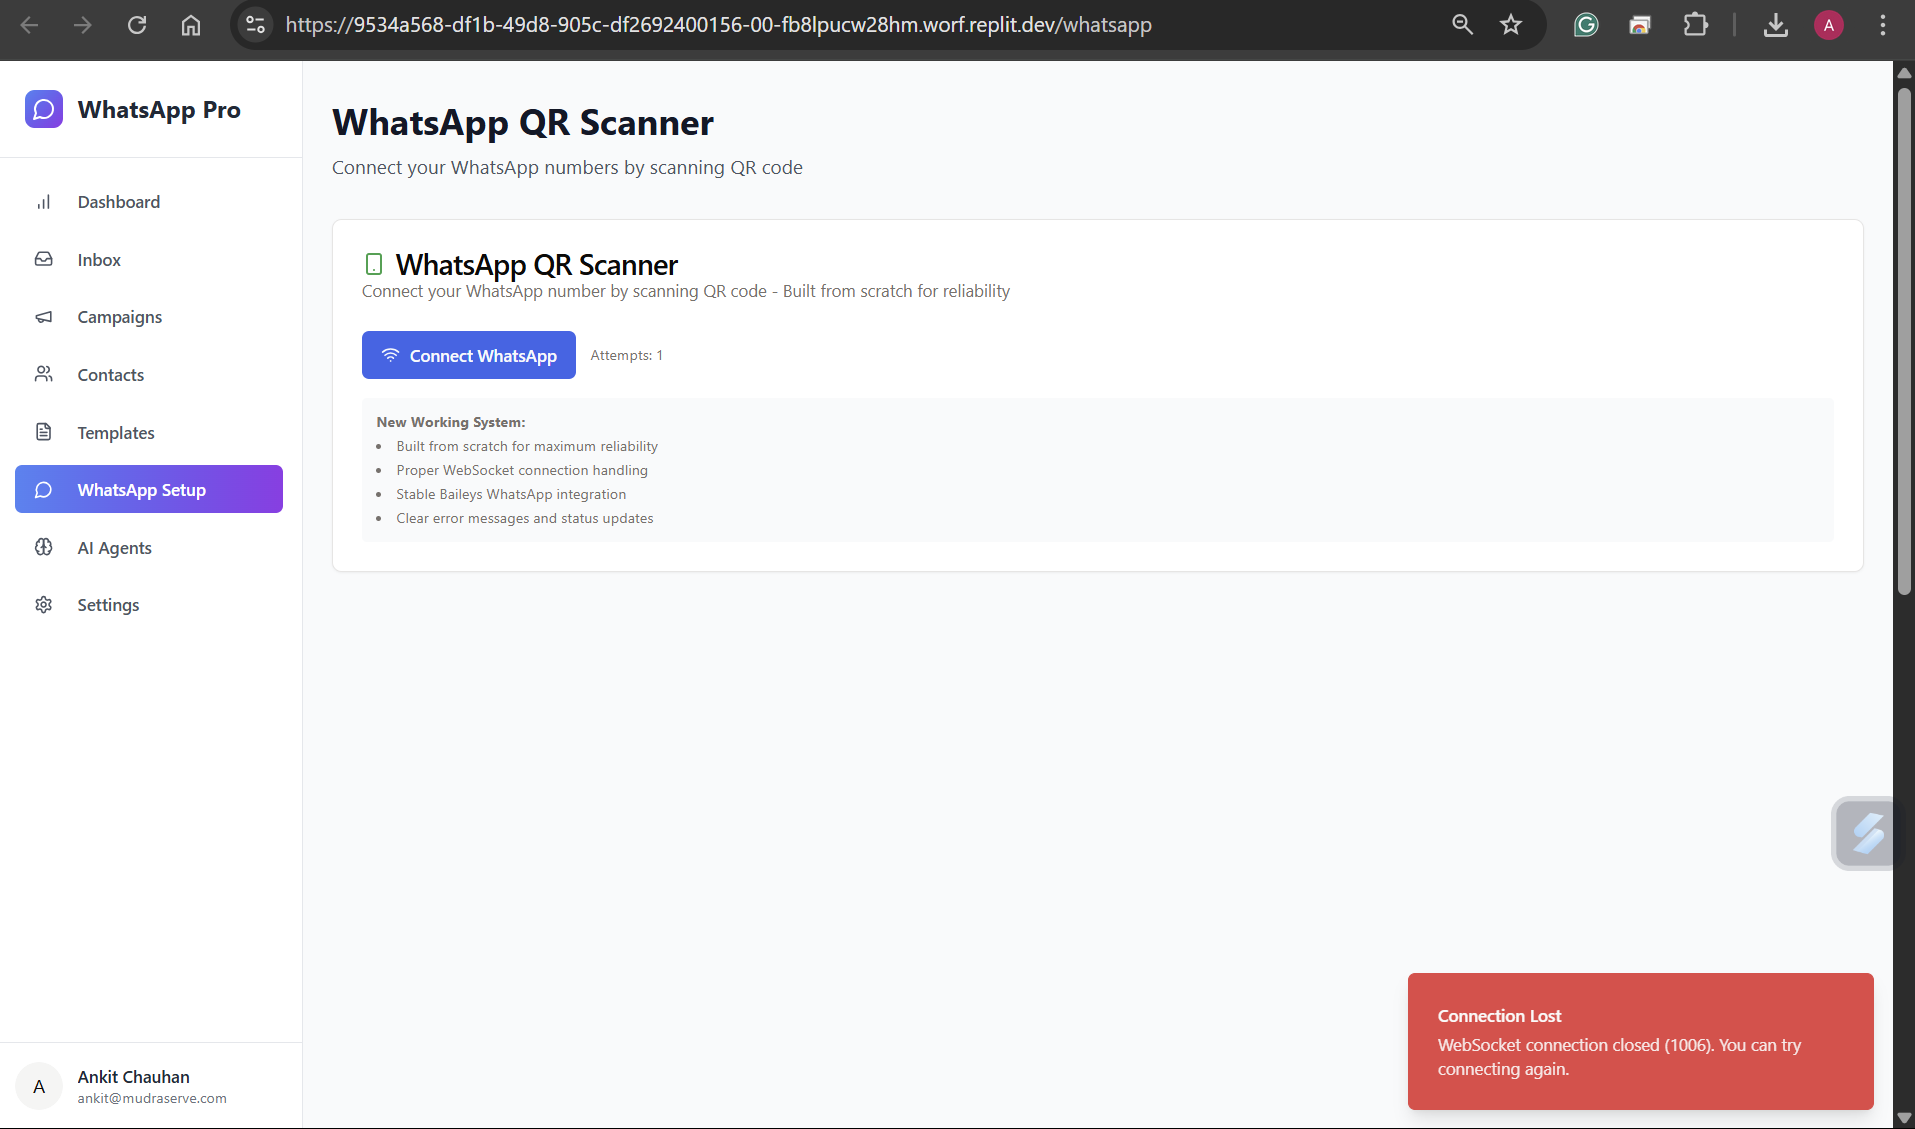 https://9534a568-df1b-49d8-905c-df2692400156-00-fb8lpucw28hm.worf.replit.dev/whatsapp
A
WhatsApp Pro
Dashboard
Inbox
Campaigns
Contacts
Templates
WhatsApp Setup
AI Agents
Settings
A
Ankit Chauhan
ankit@mudraserve.com
WhatsApp QR Scanner
Connect your WhatsApp numbers by scanning QR code
WhatsApp QR Scanner
Connect your WhatsApp number by scanning QR code - Built from scratch for reliability
Connect WhatsApp
Attempts: 1
New Working System:
• Built from scratch for maximum reliability
• Proper WebSocket connection handling
• Stable Baileys WhatsApp integration
• Clear error messages and status updates
Connection Lost
WebSocket connection closed (1006). You can try
connecting again.